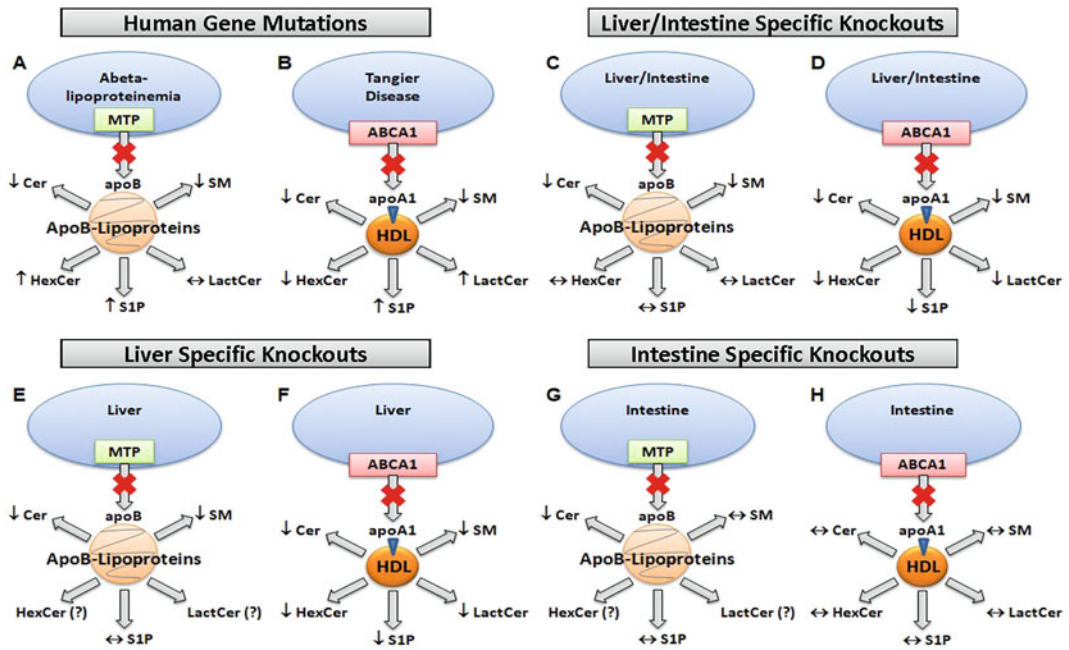 Human Gene Mutations
Liver/Intestine Specific Knockouts
A
Abeta-
lipoproteinemia
MTP
apoB
↓ Cer
↓ SM
ApoB-Lipoproteins
↑ HexCer
↔ LactCer
↑ S1P
B
Tangier
Disease
ABCA1
apoA1
↓ Cer
↓ SM
HDL
↓ HexCer
↑ LactCer
↑ S1P
C
Liver/Intestine
MTP
apoB
↓ Cer
↓ SM
ApoB-Lipoproteins
↔ HexCer
↔ LactCer
↔ S1P
D
Liver/Intestine
ABCA1
apoA1
↓ Cer
↓ SM
HDL
↓ HexCer
↓ LactCer
↓ S1P
Liver Specific Knockouts
Intestine Specific Knockouts
E
Liver
MTP
apoB
↓ Cer
↓ SM
ApoB-Lipoproteins
HexCer (?)
LactCer (?)
↔ S1P
F
Liver
ABCA1
apoA1
↓ Cer
↓ SM
HDL
↓ HexCer
↓ LactCer
↓ S1P
G
Intestine
MTP
apoB
↓ Cer
↔ SM
ApoB-Lipoproteins
HexCer (?)
LactCer (?)
↔ S1P
H
Intestine
ABCA1
apoA1
↔ Cer
↔ SM
HDL
↔ HexCer
↔ LactCer
↔ S1P